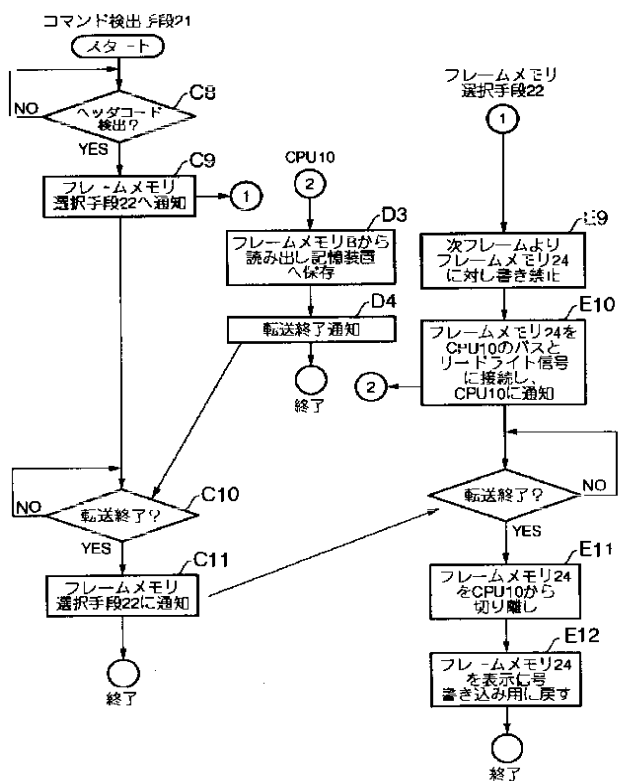 コマンド検出手段21
スタート
C8
ヘッダコード
検出?
NO
YES
C9
フレームメモリ
選択手段22へ通知
1
CPU10
2
D3
フレームメモリBから
読み出し記憶装置
へ保存
D4
転送終了通知
終了
C10
転送終了?
NO
YES
C11
フレームメモリ
選択手段22に通知
終了
フレームメモリ
選択手段22
1
E9
次フレームより
フレームメモリ24
に対し書き禁止
E10
フレームメモリ24を
CPU10のバスと
リードライト信号
に接続し、
CPU10に通知
2
転送終了?
NO
YES
E11
フレームメモリ24
をCPU10から
切り離し
E12
フレームメモリ24
を表示信号
書き込み用に戻す
終了